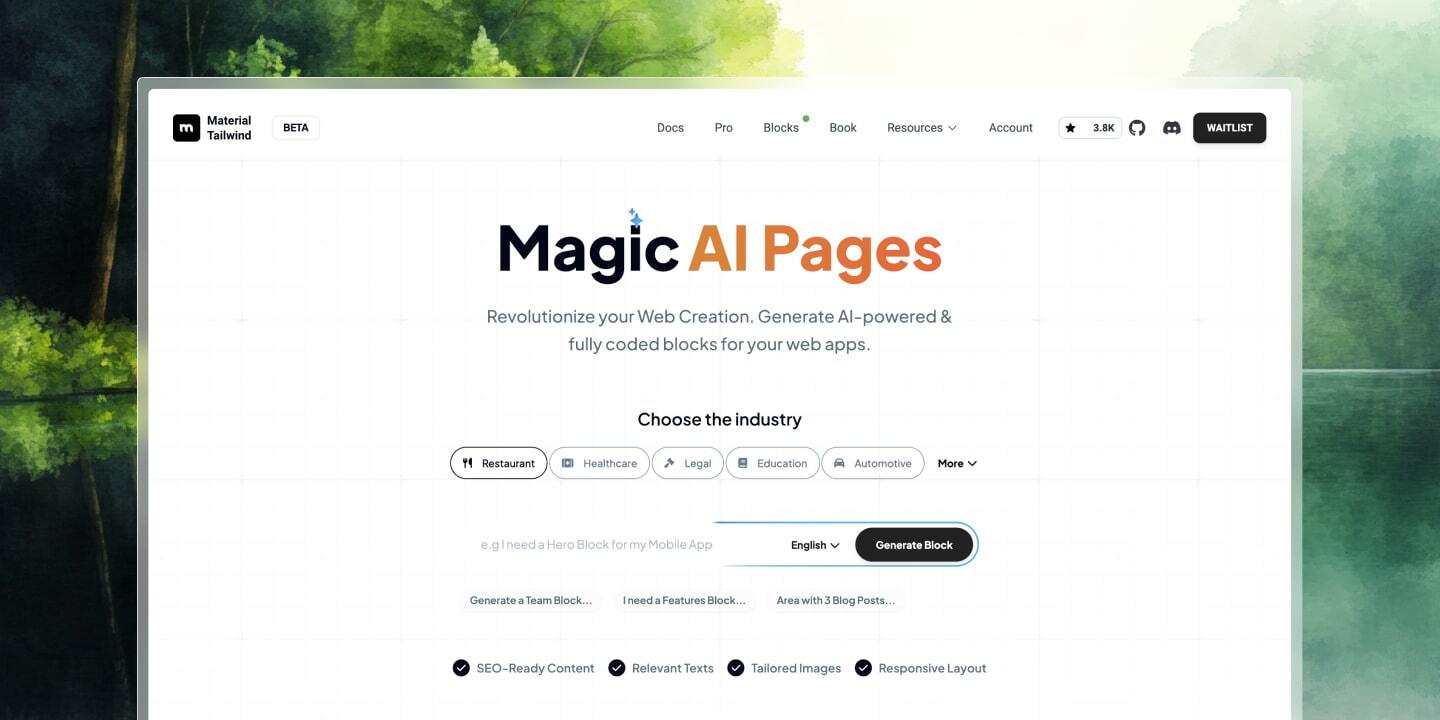 Material
Tailwind
BETA
Docs
Pro
Blocks
Book
Resources
Account
3.8K
WAITLIST
Magic AI Pages
Revolutionize your Web Creation. Generate AI-powered &
fully coded blocks for your web apps.
Choose the industry
Restaurant
Healthcare
Legal
Education
Automotive
More
e.g I need a Hero Block for my Mobile App
English
Generate Block
Generate a Team Block...
I need a Features Block...
Area with 3 Blog Posts...
SEO-Ready Content
Relevant Texts
Tailored Images
Responsive Layout